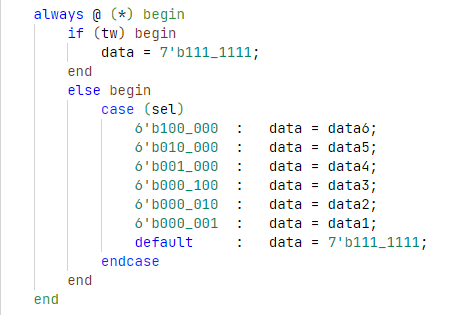 always @ (*) begin
if (tw) begin
data = 7'b111_1111;
end
else begin
case (sel)
6'b100_000 : data = data6;
6'b010_000 : data = data5;
6'b001_000 : data = data4;
6'b000_100 : data = data3;
6'b000_010 : data = data2;
6'b000_001 : data = data1;
default : data = 7'b111_1111;
endcase
end
end